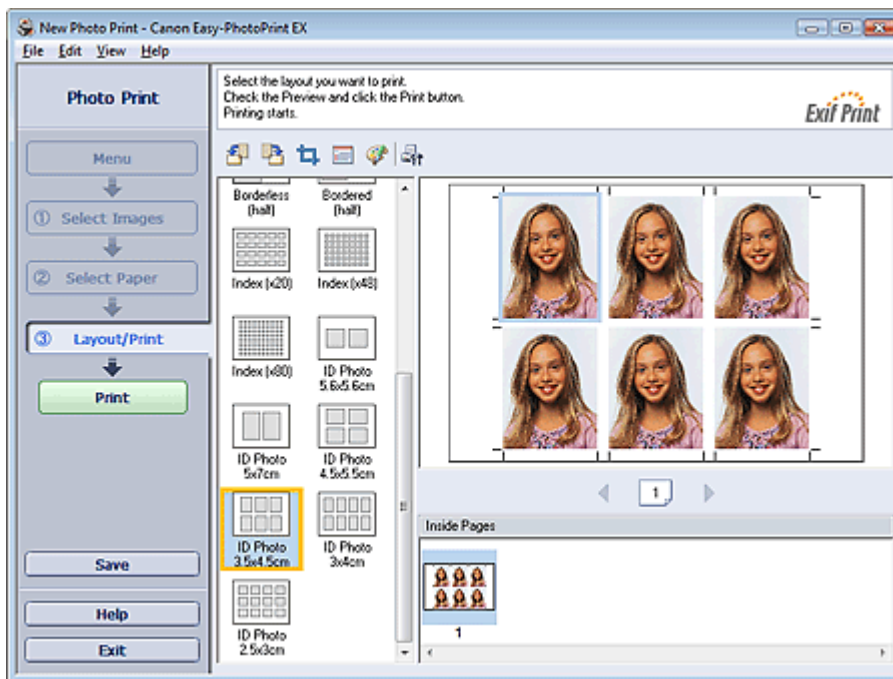 New Photo Print - Canon Easy-PhotoPrint EX
File Edit View Help
Photo Print
Select the layout you want to print.
Check the Preview and click the Print button.
Printing starts.
Exif Print
Menu
① Select Images
② Select Paper
③ Layout/Print
Print
Save
Help
Exit
Borderless
(half)
Bordered
(half)
Index (x20)
Index (x48)
Index (x80)
ID Photo
5.6x5.6cm
ID Photo
5x7cm
ID Photo
4.5x5.5cm
ID Photo
3.5x4.5cm
ID Photo
3x4cm
ID Photo
2.5x3cm
1
Inside Pages
1